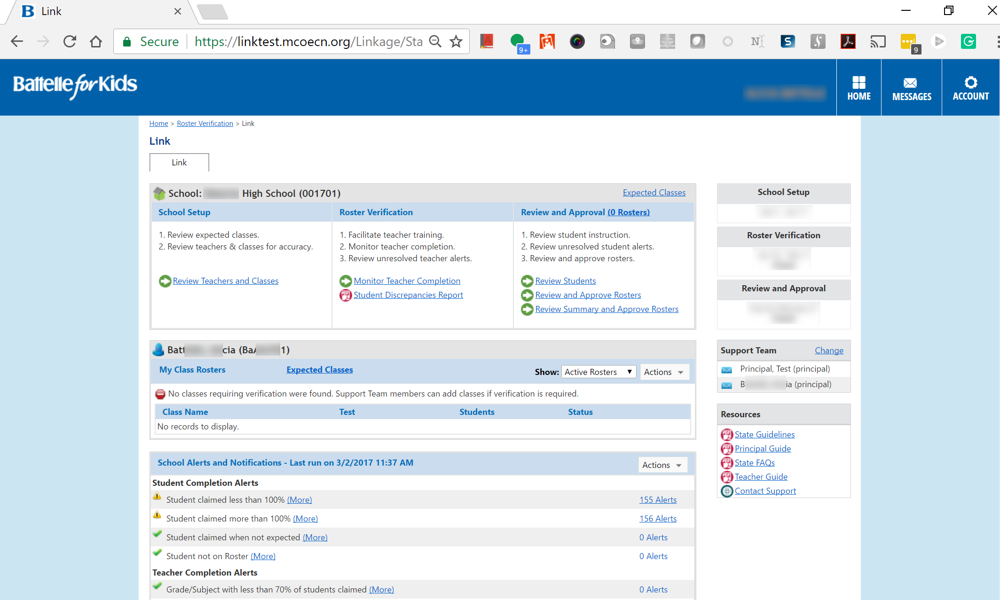 Link
Secure https://linktest.mcoecn.org/Linkage/Sta
9+
9
iTunes Podcast Download
9
Battelle for Kids
HOME
MESSAGES
ACCOUNT
Home > Roster Verification > Link
Link
Link
School: High School (001701)
Expected Classes
School Setup
Roster Verification
Review and Approval (0 Rosters)
1. Review expected classes.
2. Review teachers & classes for accuracy.
Review Teachers and Classes
1. Facilitate teacher training.
2. Monitor teacher completion.
3. Review unresolved teacher alerts.
Monitor Teacher Completion
Student Discrepancies Report
1. Review student instruction.
2. Review unresolved student alerts.
3. Review and approve rosters.
Review Students
Review and Approve Rosters
Review Summary and Approve Rosters
School Setup
Roster Verification
Review and Approval
Batt cia (BaA 1)
My Class Rosters
Expected Classes
Show: Active Rosters
Actions
No classes requiring verification were found. Support Team members can add classes if verification is required.
Class Name Test Students Status
No records to display.
Support Team Change
Principal, Test (principal)
B ia (principal)
Resources
State Guidelines
Principal Guide
State FAQs
Teacher Guide
Contact Support
School Alerts and Notifications - Last run on 3/2/2017 11:37 AM
Actions
Student Completion Alerts
Student claimed less than 100% (More) 155 Alerts
Student claimed more than 100% (More) 156 Alerts
Student claimed when not expected (More) 0 Alerts
Student not on Roster (More) 0 Alerts
Teacher Completion Alerts
Grade/Subject with less than 70% of students claimed (More) 0 Alerts